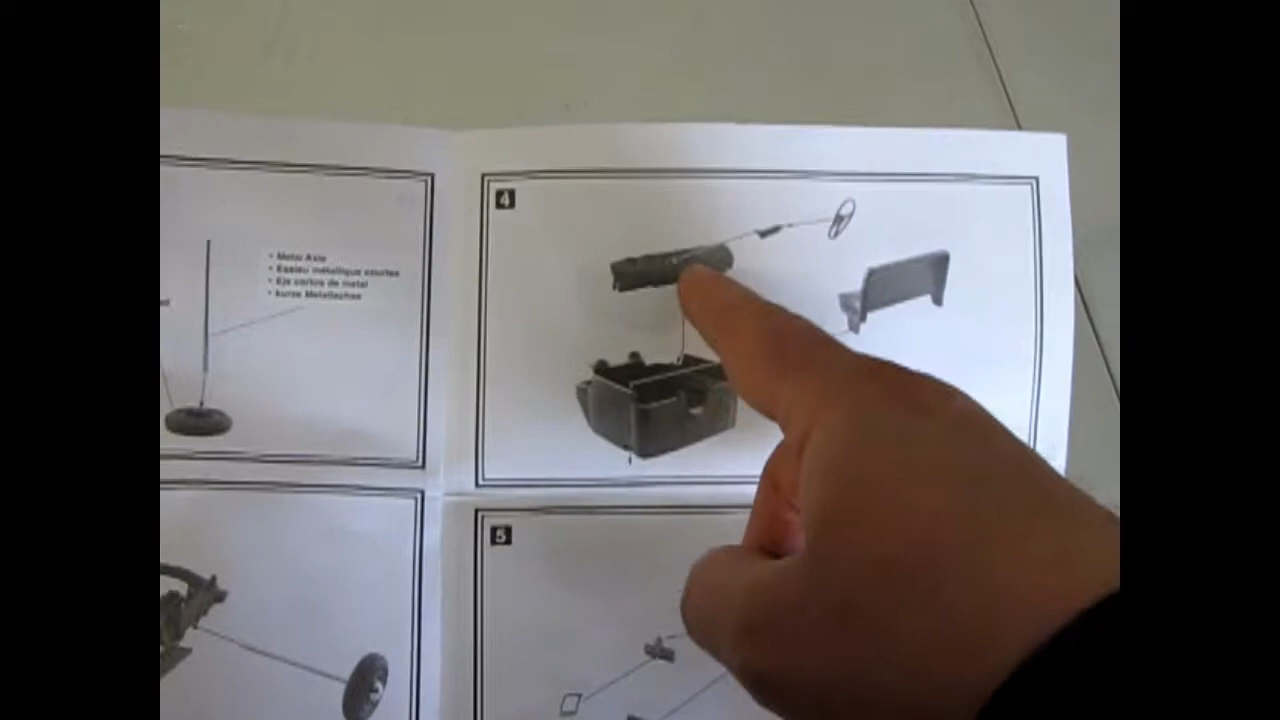 4
• Metal Axle
• Essieu métallique courtes
• Eje cortos de metal
• kurze Metallachse
5